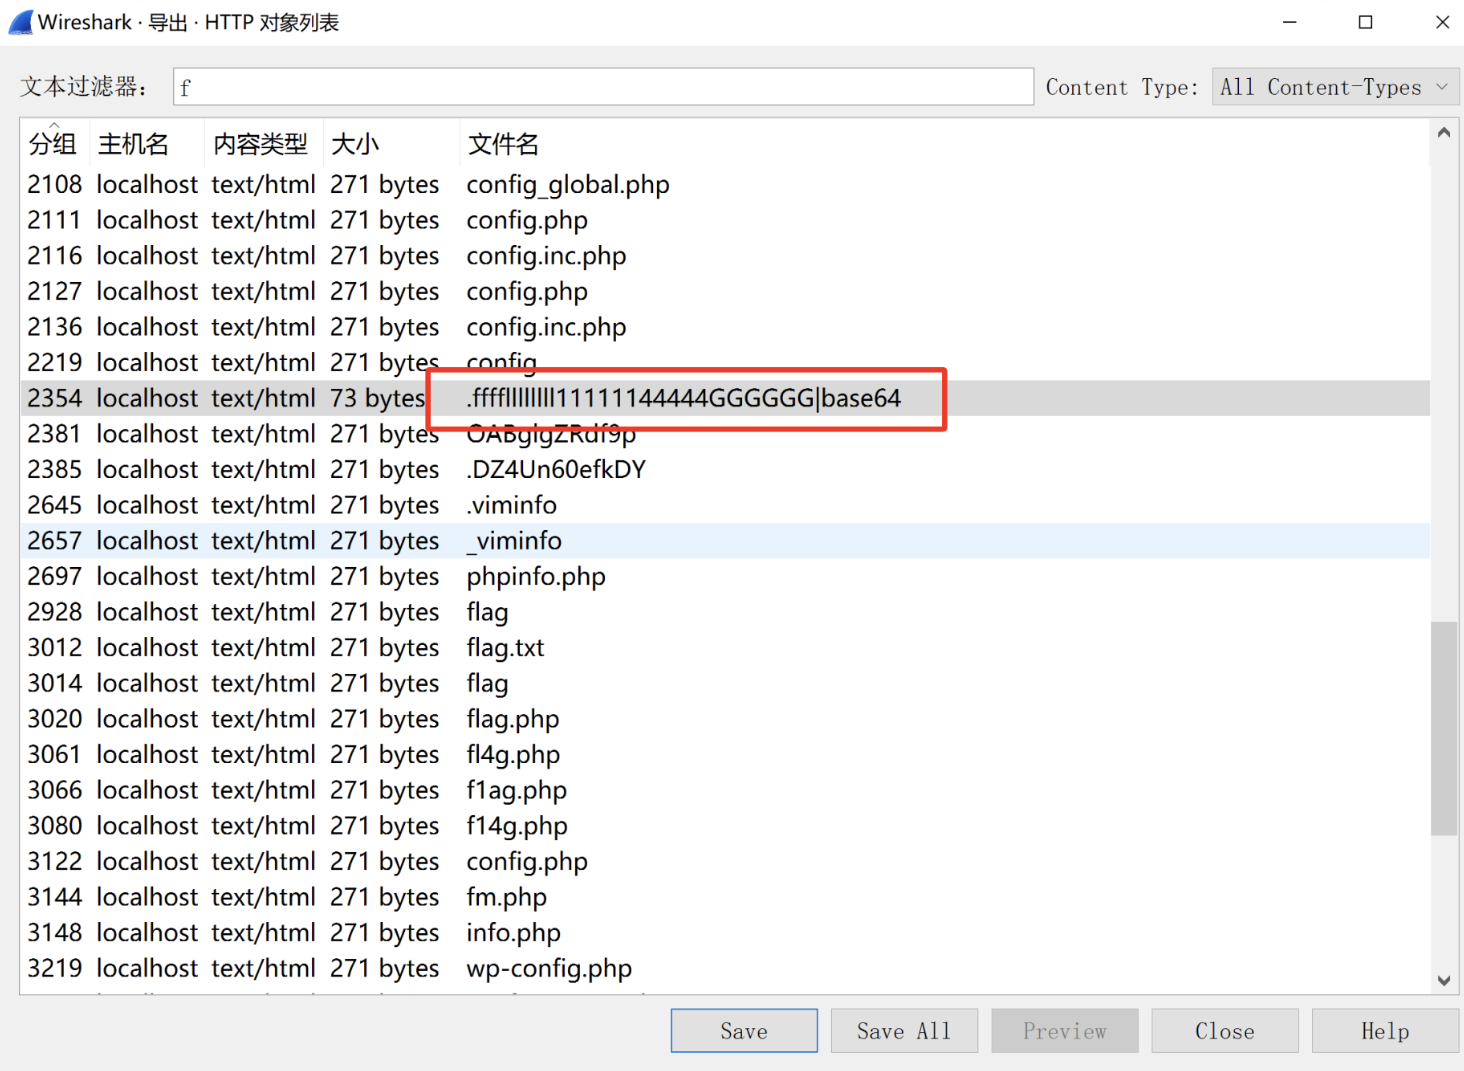 Wireshark · 导出 · HTTP 对象列表
文本过滤器: f Content Type: All Content-Types
分组 主机名 内容类型 大小 文件名
2108 localhost text/html 271 bytes config_global.php
2111 localhost text/html 271 bytes config.php
2116 localhost text/html 271 bytes config.inc.php
2127 localhost text/html 271 bytes config.php
2136 localhost text/html 271 bytes config.inc.php
2219 localhost text/html 271 bytes config
2354 localhost text/html 73 bytes .ffffllllllll11111144444GGGGGG|base64
2381 localhost text/html 271 bytes OABglgZRdf9p
2385 localhost text/html 271 bytes .DZ4Un60efkDY
2645 localhost text/html 271 bytes .viminfo
2657 localhost text/html 271 bytes _viminfo
2697 localhost text/html 271 bytes phpinfo.php
2928 localhost text/html 271 bytes flag
3012 localhost text/html 271 bytes flag.txt
3014 localhost text/html 271 bytes flag
3020 localhost text/html 271 bytes flag.php
3061 localhost text/html 271 bytes fl4g.php
3066 localhost text/html 271 bytes f1ag.php
3080 localhost text/html 271 bytes f14g.php
3122 localhost text/html 271 bytes config.php
3144 localhost text/html 271 bytes fm.php
3148 localhost text/html 271 bytes info.php
3219 localhost text/html 271 bytes wp-config.php
Save Save All Preview Close Help